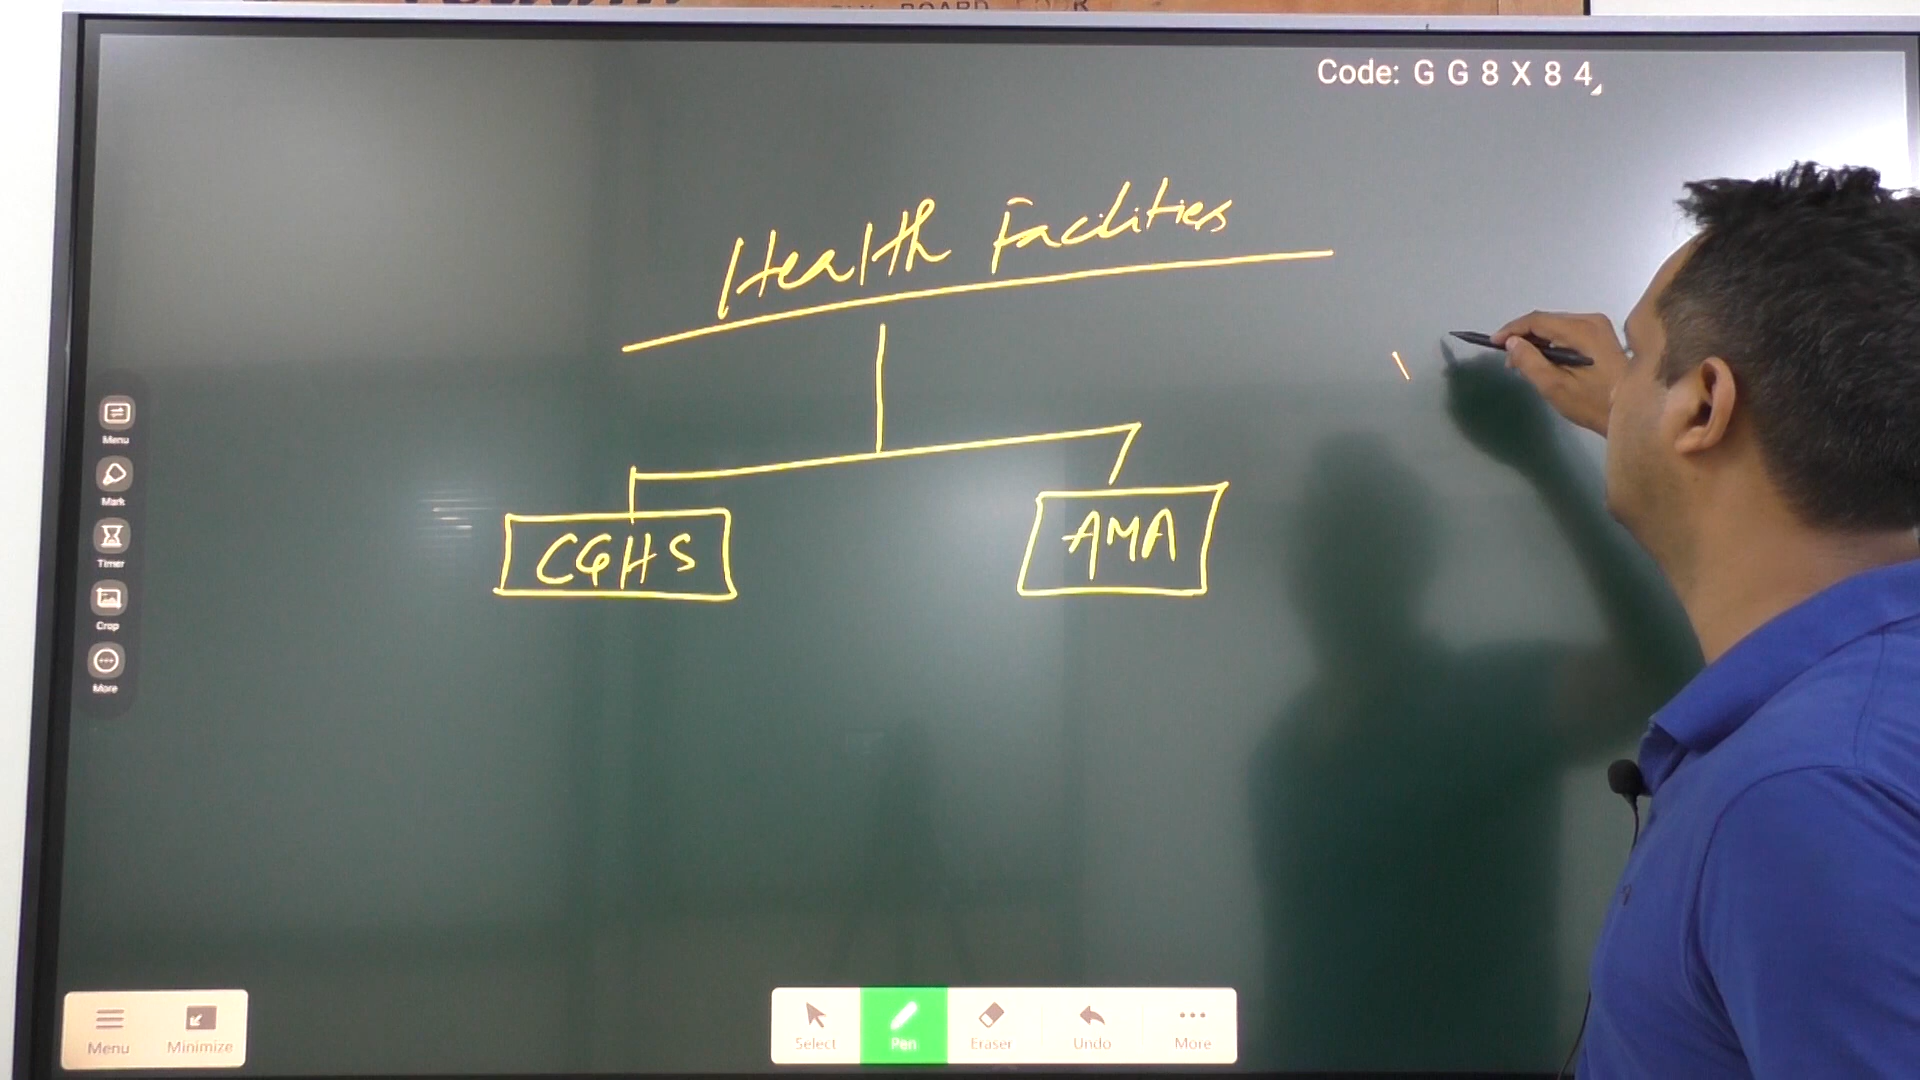 Code: G G 8 X 8 4
Health Facilities
CGHS
AMA
Menu
Mark
Timer
Crop
More
Menu
Minimize
Select
Pen
Eraser
Undo
More